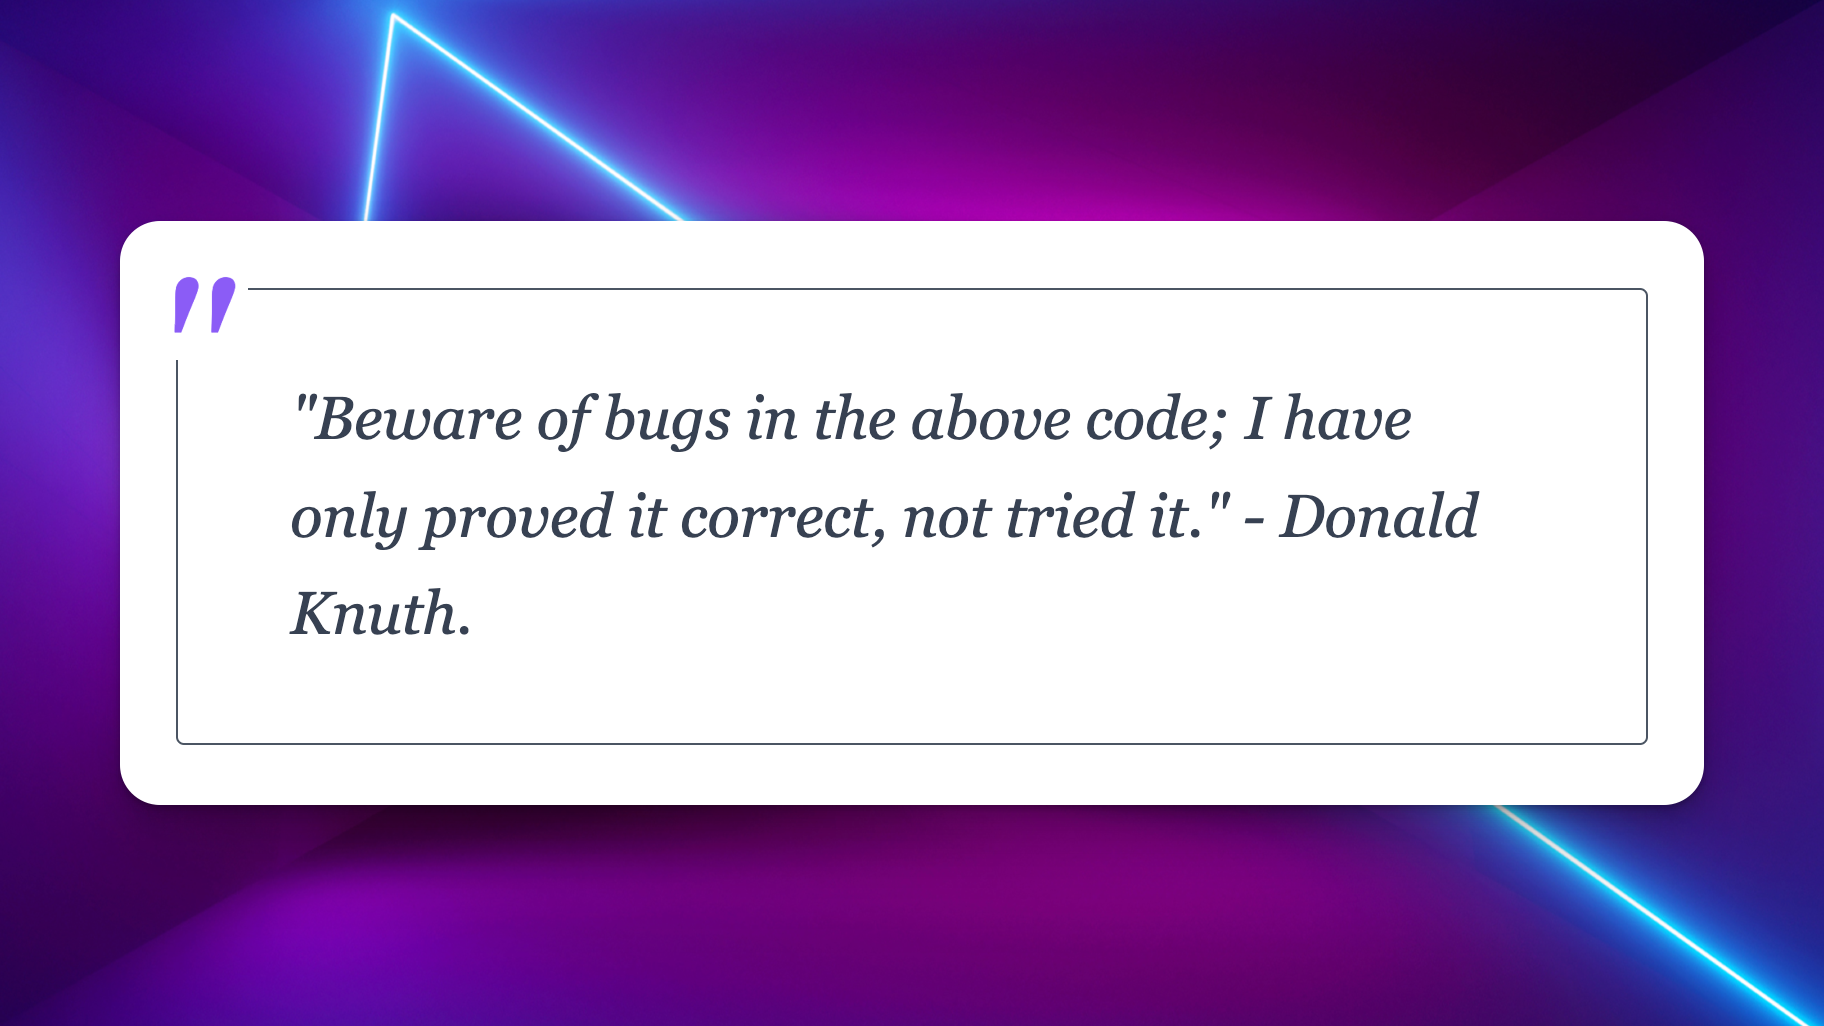 "Beware of bugs in the above code; I have
only proved it correct, not tried it." - Donald
Knuth.